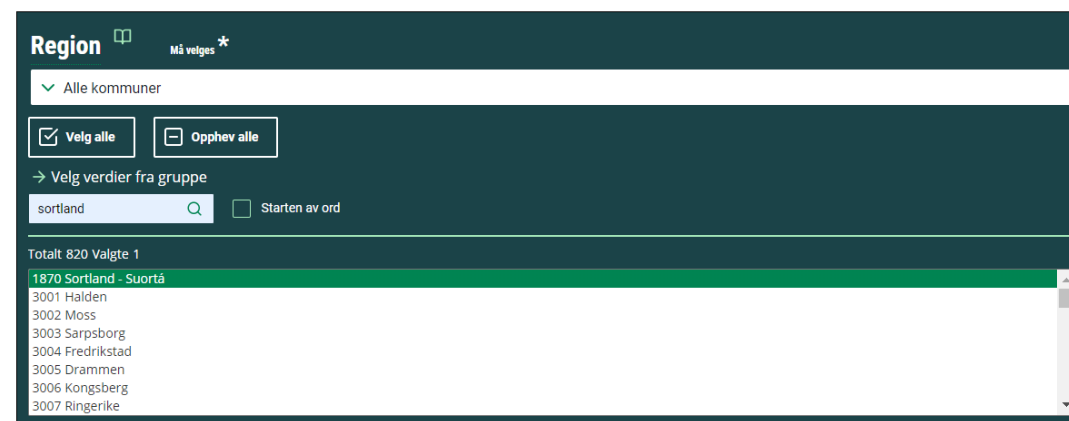 Region Må velges *
Alle kommuner
Velg alle Opphev alle
→ Velg verdier fra gruppe
sortland Starten av ord
Totalt 820 Valgte 1
1870 Sortland - Suortá
3001 Halden
3002 Moss
3003 Sarpsborg
3004 Fredrikstad
3005 Drammen
3006 Kongsberg
3007 Ringerike